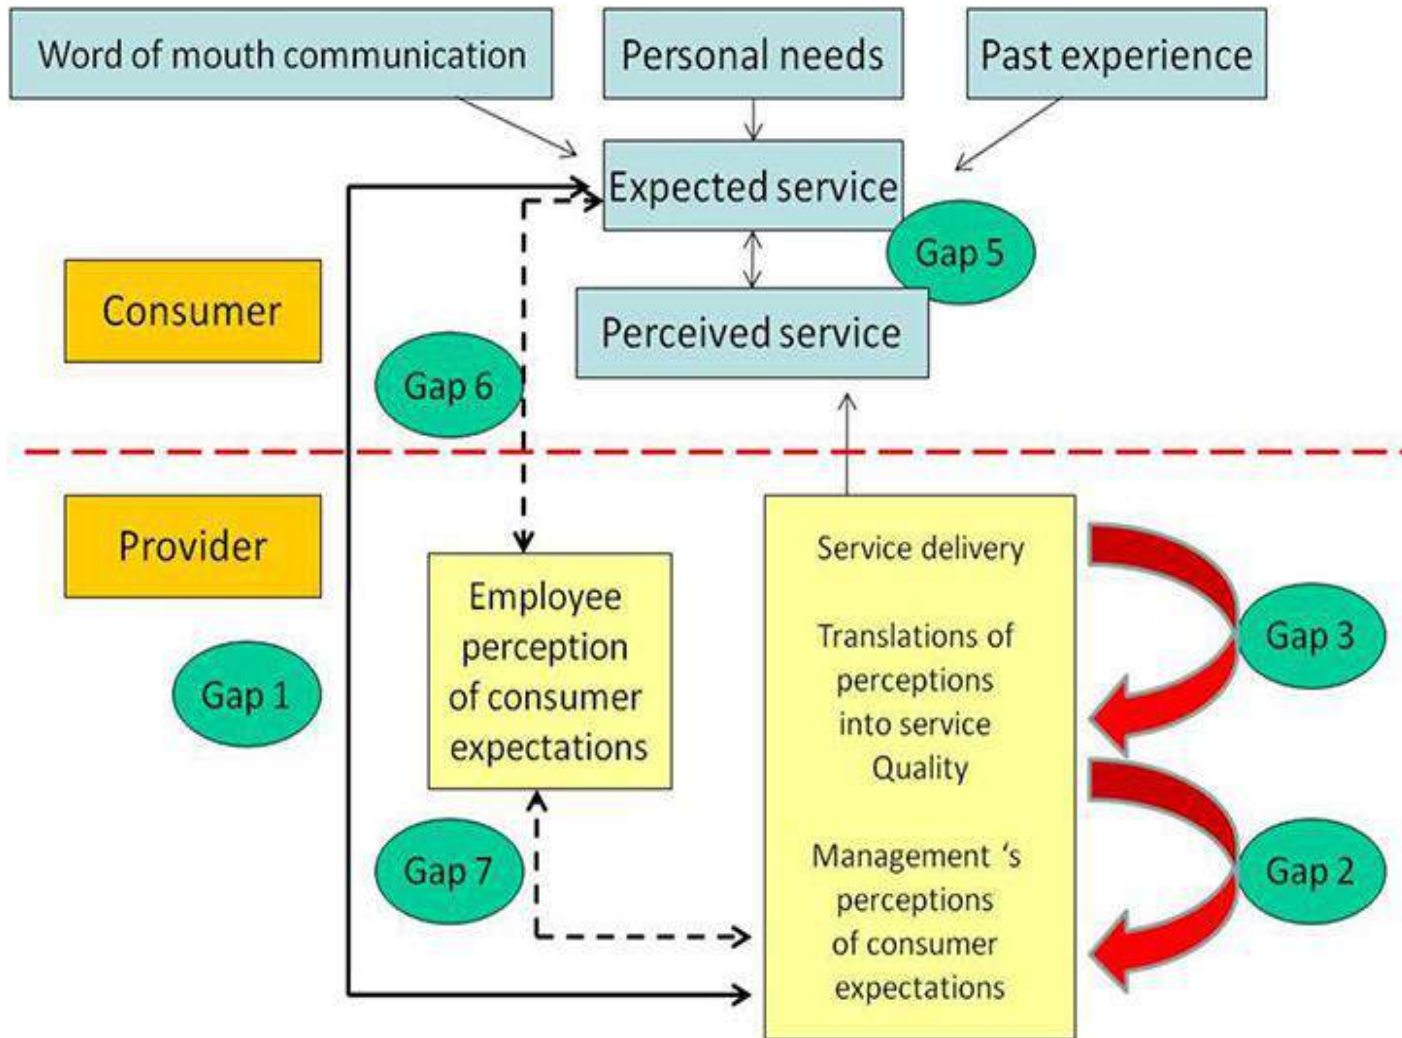 Word of mouth communication
Personal needs
Past experience
Expected service
Gap 5
Consumer
Perceived service
Gap 6
Provider
Service delivery
Employee
perception
of consumer
expectations
Translations of
perceptions
into service
Quality
Gap 3
Gap 1
Gap 7
Management ‘s
perceptions
of consumer
expectations
Gap 2